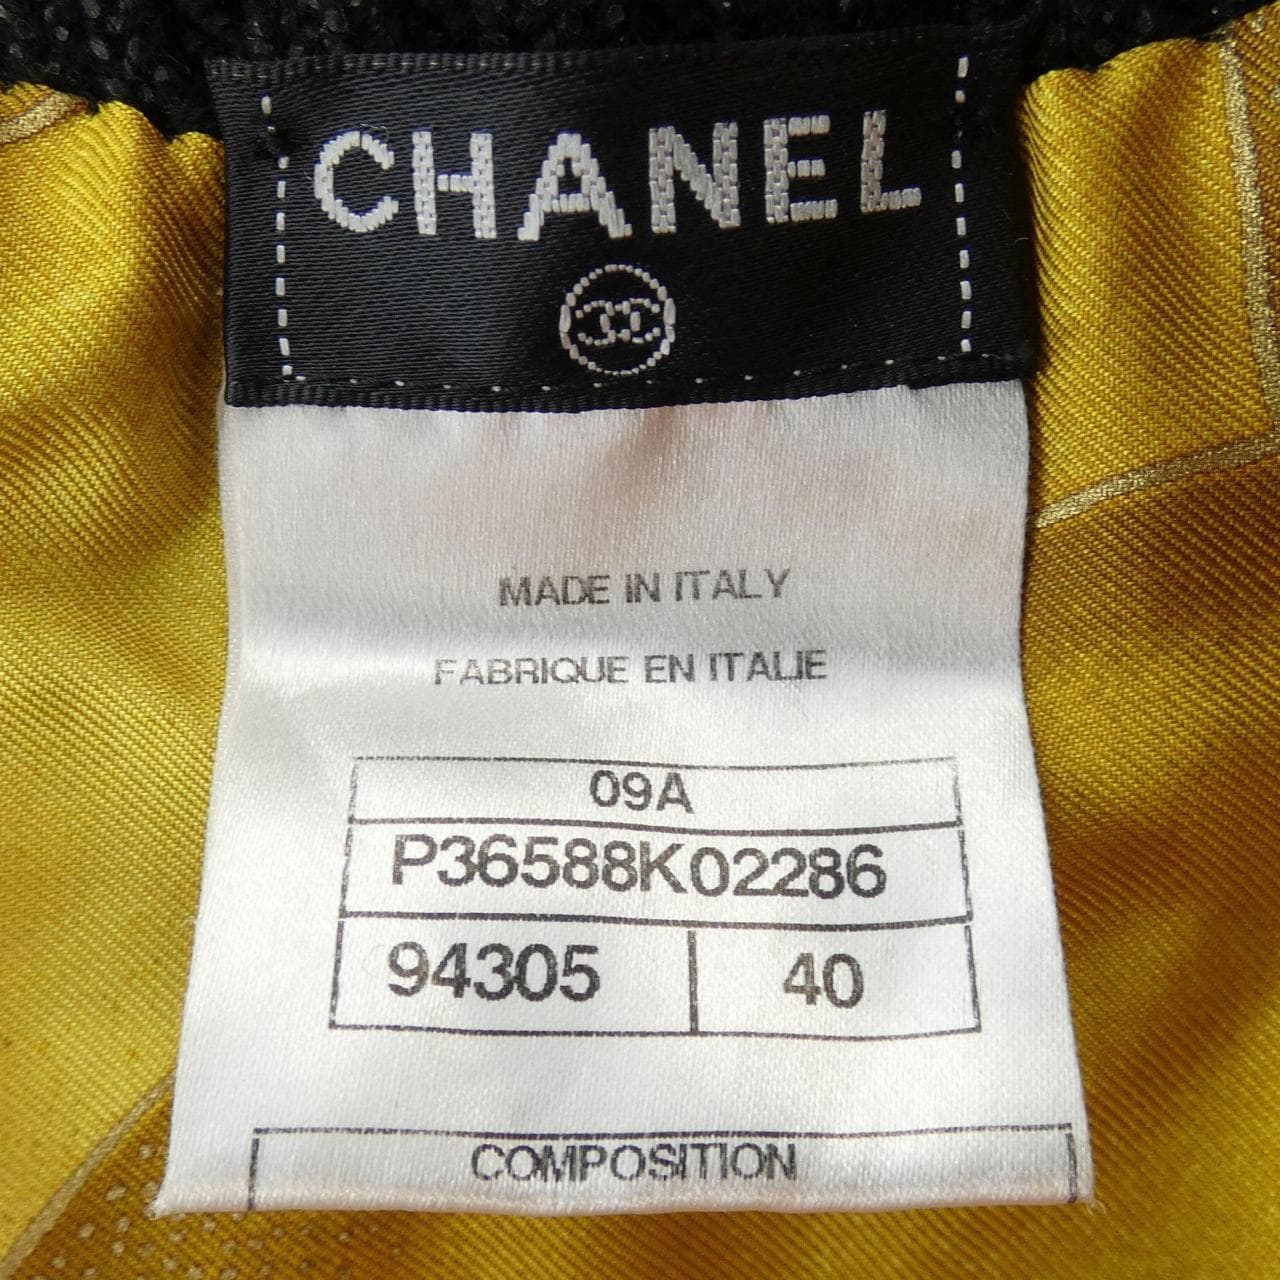 CHANEL
MADE IN ITALY
FABRIQUE EN ITALIE
09A
P36588K02286
94305 40
COMPOSITION